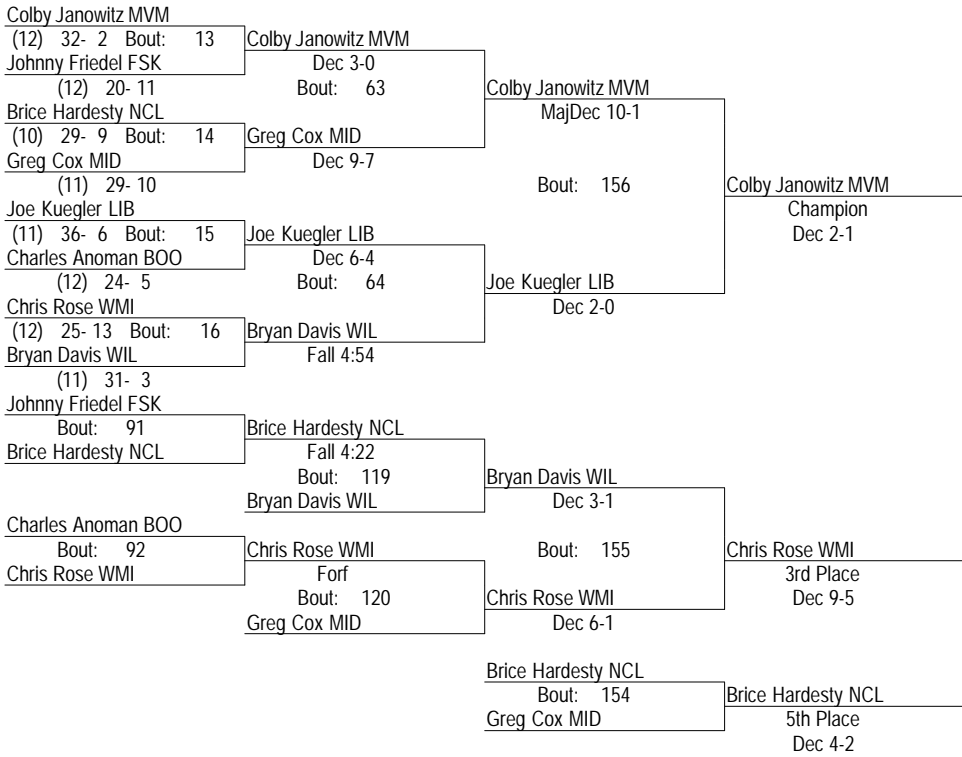 Colby Janowitz MVM
(12) 32- 2 Bout: 13 Colby Janowitz MVM
Johnny Friedel FSK Dec 3-0
(12) 20- 11 Bout: 63 Colby Janowitz MVM
Brice Hardesty NCL MajDec 10-1
(10) 29- 9 Bout: 14 Greg Cox MID
Greg Cox MID Dec 9-7
(11) 29- 10 Bout: 156 Colby Janowitz MVM
Joe Kuegler LIB Champion
(11) 36- 6 Bout: 15 Joe Kuegler LIB Dec 2-1
Charles Anoman BOO Dec 6-4
(12) 24- 5 Bout: 64 Joe Kuegler LIB
Chris Rose WMI Dec 2-0
(12) 25- 13 Bout: 16 Bryan Davis WIL
Bryan Davis WIL Fall 4:54
(11) 31- 3
Johnny Friedel FSK
Bout: 91 Brice Hardesty NCL
Brice Hardesty NCL Fall 4:22
Bout: 119 Bryan Davis WIL
Bryan Davis WIL Dec 3-1
Charles Anoman BOO
Bout: 92 Chris Rose WMI Bout: 155 Chris Rose WMI
Chris Rose WMI Forf 3rd Place
Bout: 120 Chris Rose WMI Dec 9-5
Greg Cox MID Dec 6-1
Brice Hardesty NCL
Bout: 154 Brice Hardesty NCL
Greg Cox MID 5th Place
Dec 4-2